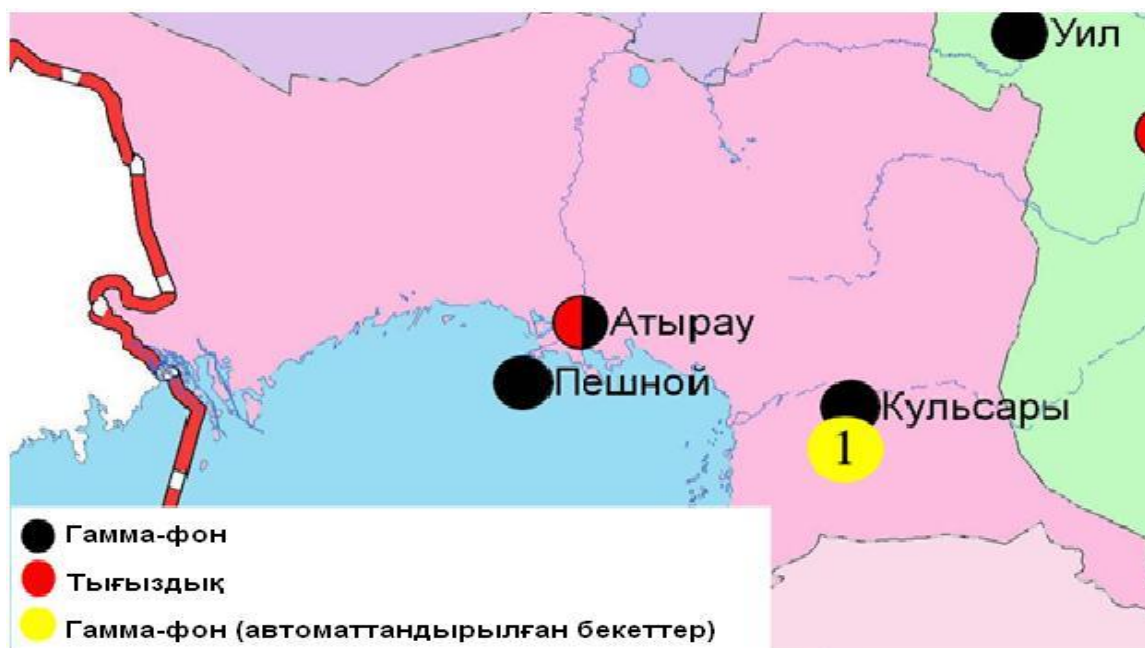 Уил
Атырау
Пешной
Кульсары
1
Гамма-фон
Тығыздық
Гамма-фон (автоматтандырылған бекеттер)